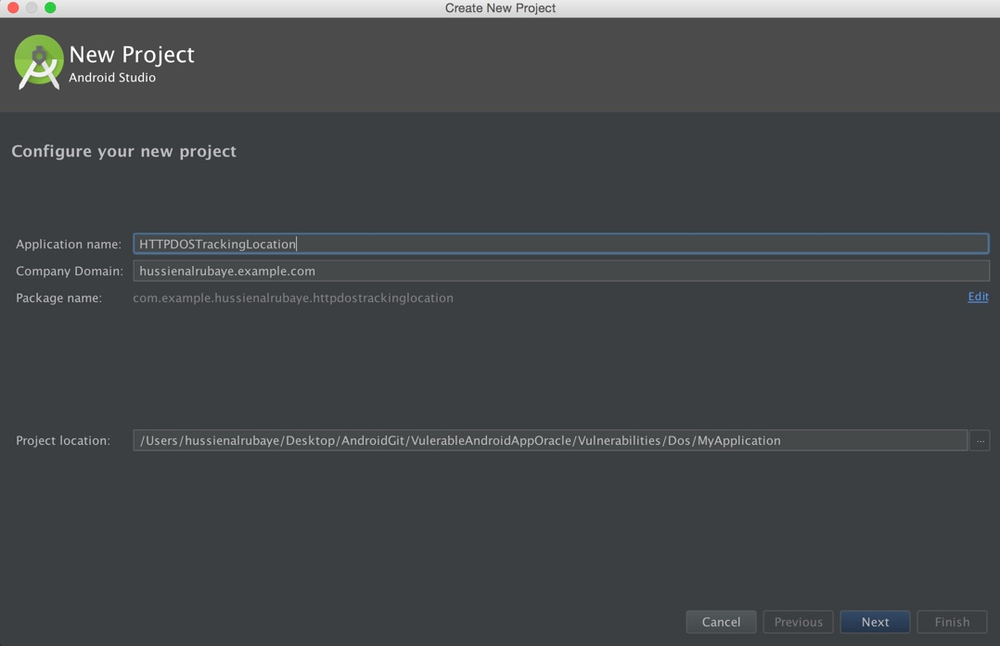 Create New Project
New Project
Android Studio
Configure your new project
Application name: HTTPDOSTrackingLocation
Company Domain: hussienalrubaye.example.com
Package name: com.example.hussienalrubaye.httpdostrackinglocation Edit
Project location: /Users/hussienalrubaye/Desktop/AndroidGit/VulerableAndroidAppOracle/Vulnerabilities/Dos/MyApplication ...
Cancel Previous Next Finish